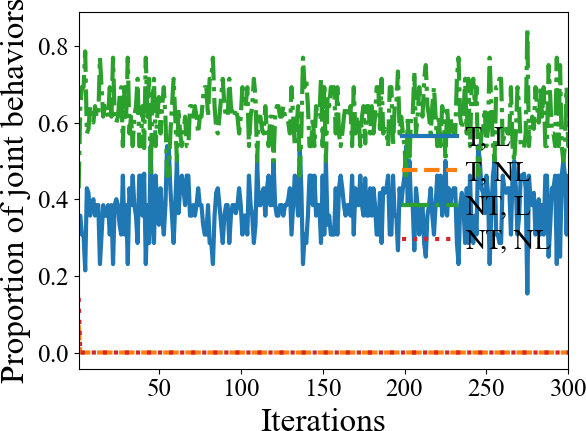 Proportion of joint behaviors
0.8
0.6
0.4
0.2
0.0
T, L
T, NL
NT, L
NT, NL
50
100
150
200
250
300
Iterations